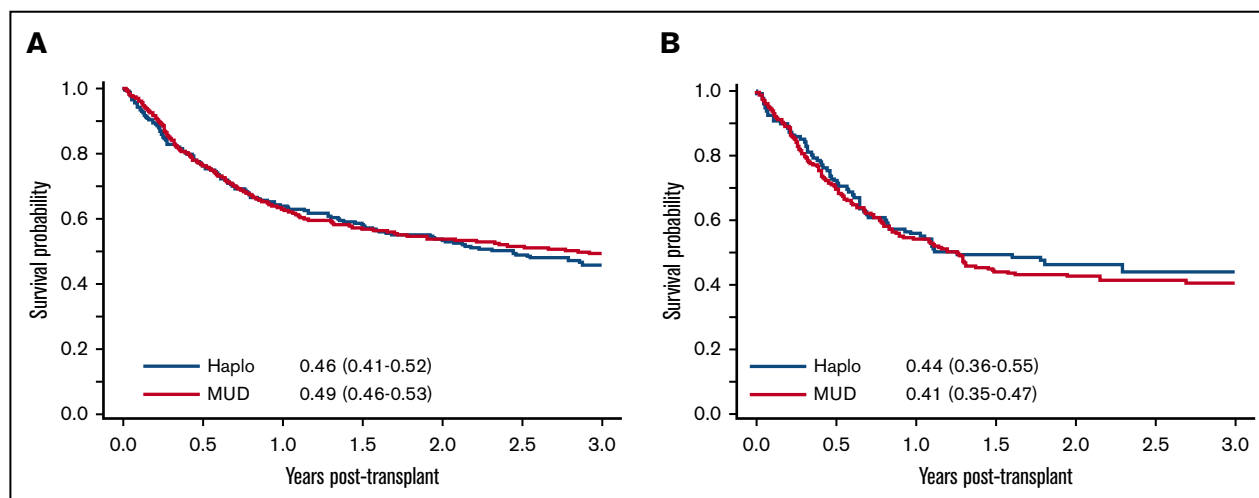 A
Survival probability
1.0
0.8
0.6
0.4
0.2
0.0
Haplo 0.46 (0.41-0.52)
MUD 0.49 (0.46-0.53)
0.0 0.5 1.0 1.5 2.0 2.5 3.0
Years post-transplant
B
Survival probability
1.0
0.8
0.6
0.4
0.2
0.0
Haplo 0.44 (0.36-0.55)
MUD 0.41 (0.35-0.47)
0.0 0.5 1.0 1.5 2.0 2.5 3.0
Years post-transplant